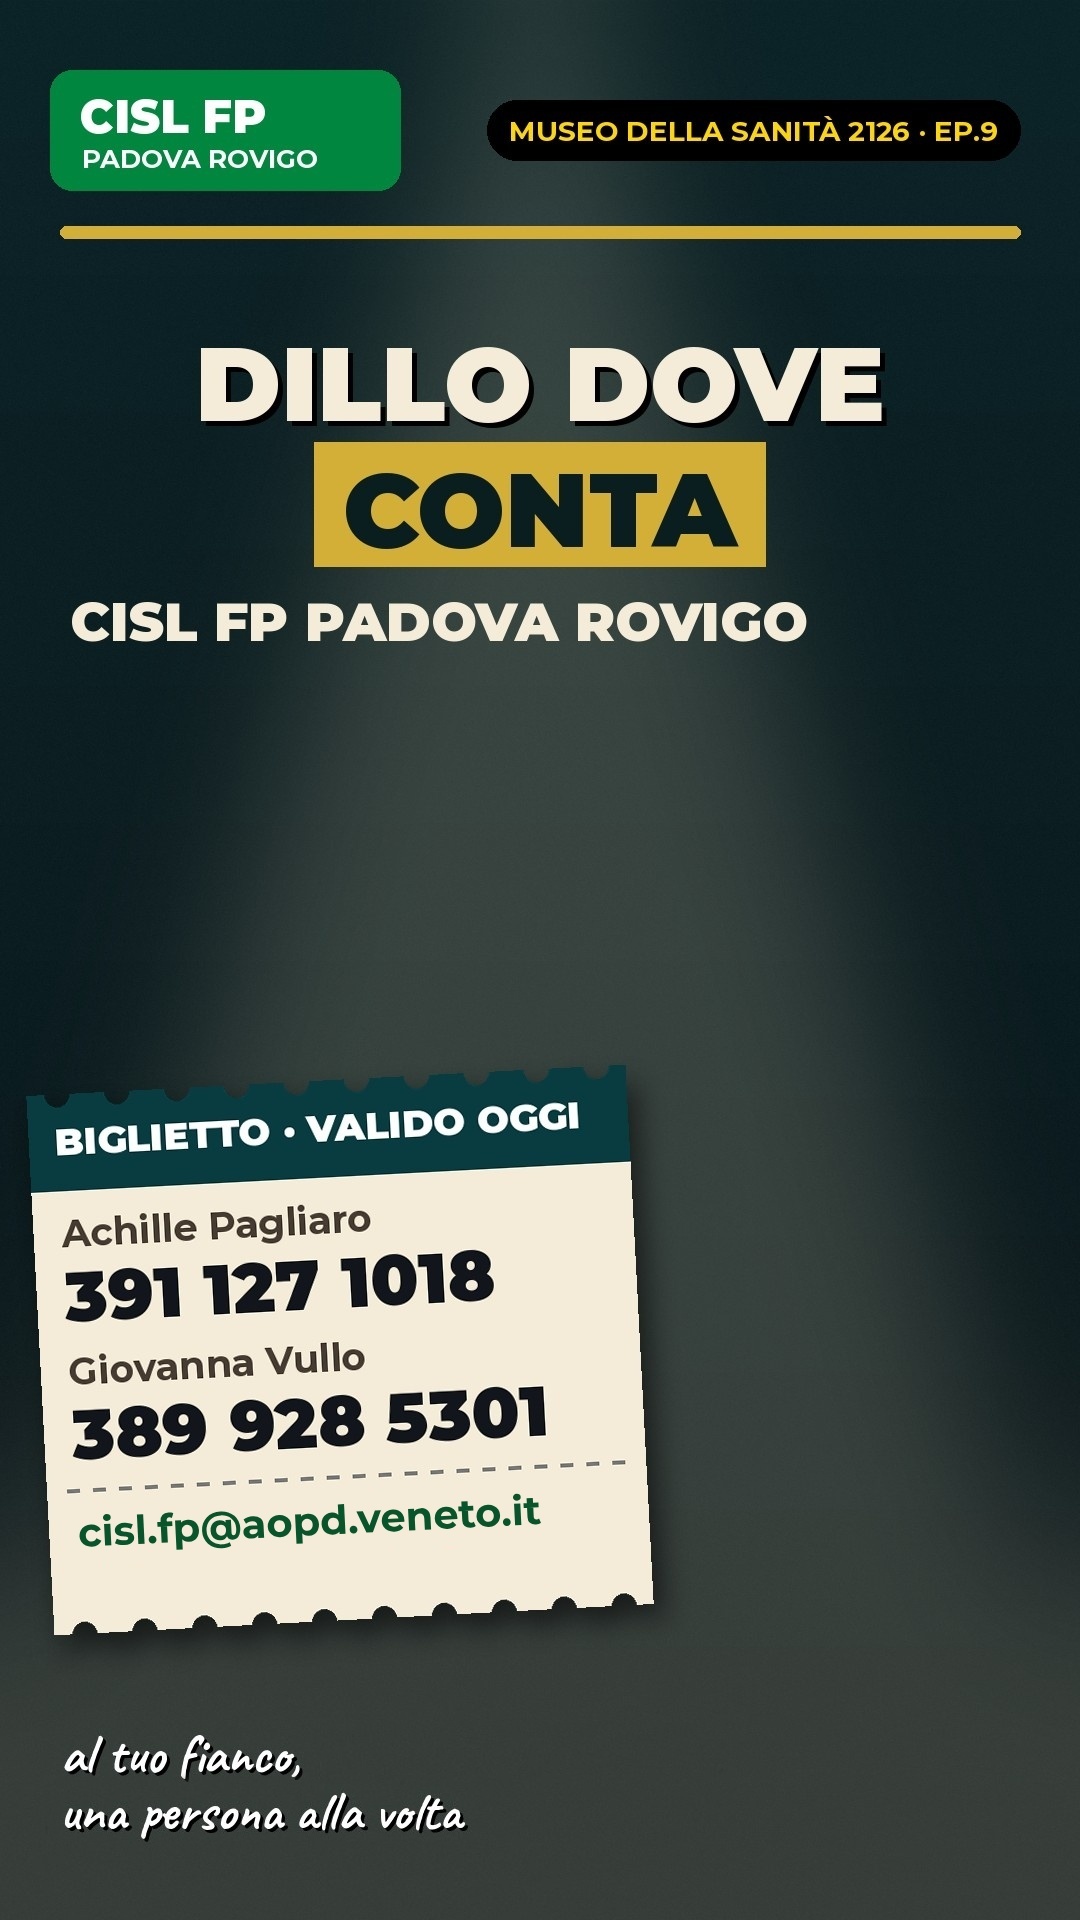 CISL FP
PADOVA ROVIGO
MUSEO DELLA SANITÀ 2126 · EP.9
DILLO DOVE
CONTA
CISL FP PADOVA ROVIGO
BIGLIETTO • VALIDO OGGI
Achille Pagliaro
391 127 1018
Giovanna Vullo
389 928 5301
cisl.fp@aopd.veneto.it
al tuo fianco,
una persona alla volta